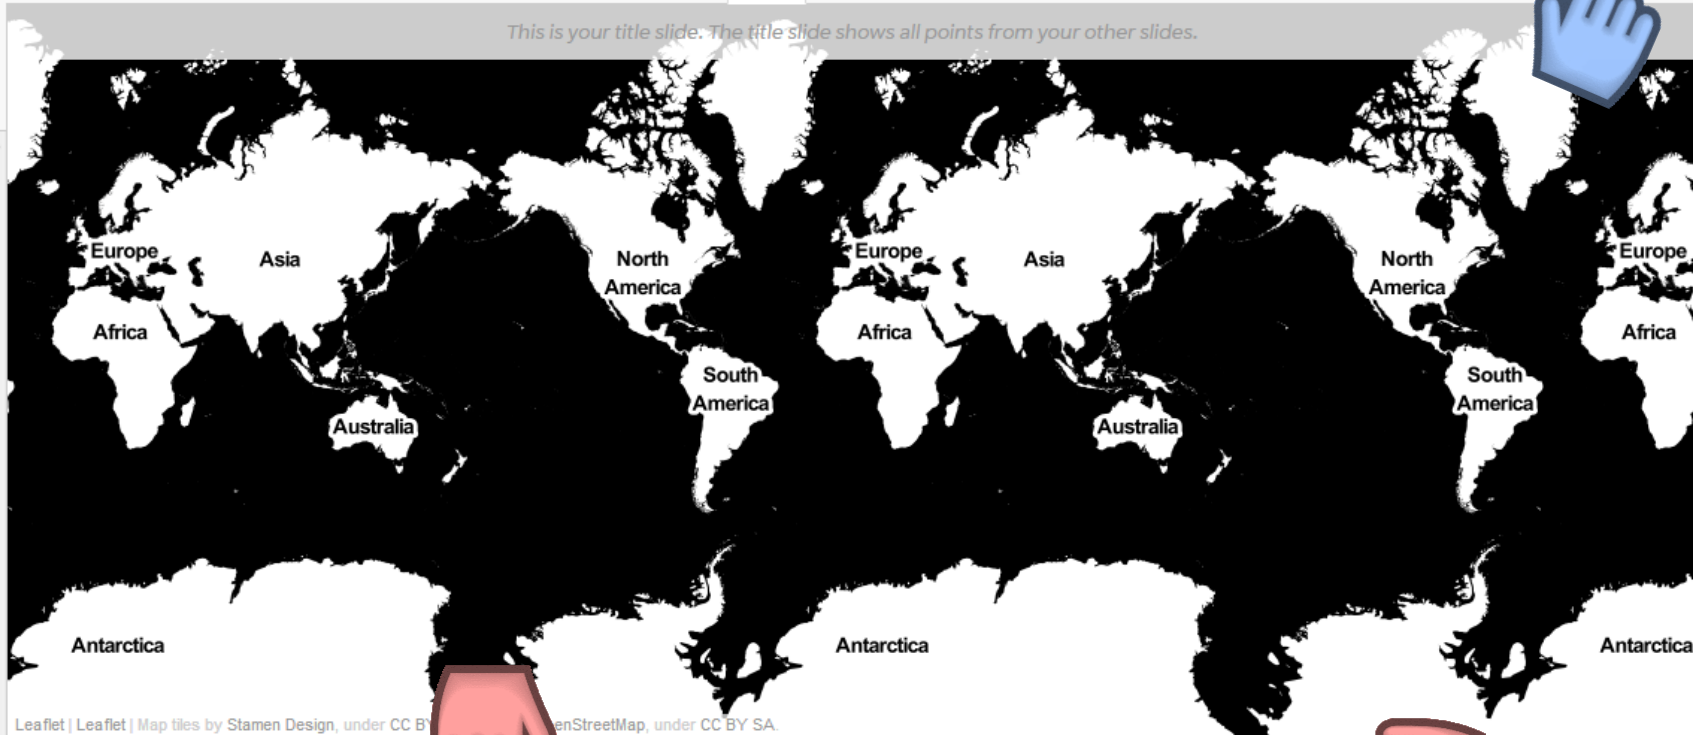 This is your title slide. The title slide shows all points from your other slides.
Europe
Asia
North
America
Europe
Asia
North
America
Europe
Africa
Africa
Africa
South
America
South
America
Australia
Australia
Antarctica
Antarctica
Antarctica
Leaflet | Leaflet | Map tiles by Stamen Design, under CC BY enStreetMap, under CC BY SA.